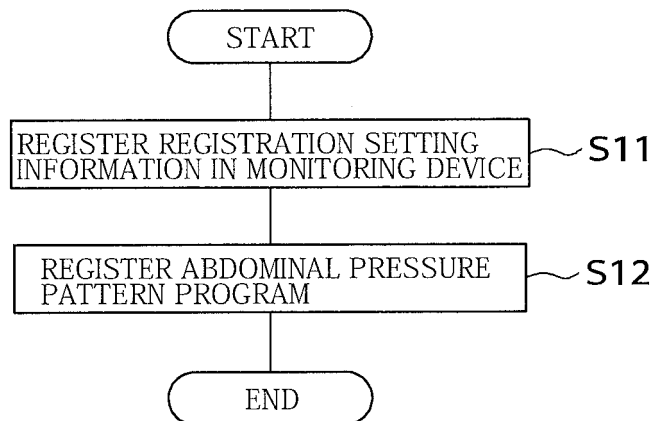 START
REGISTER REGISTRATION SETTING
INFORMATION IN MONITORING DEVICE
S11
REGISTER ABDOMINAL PRESSURE
PATTERN PROGRAM
S12
END